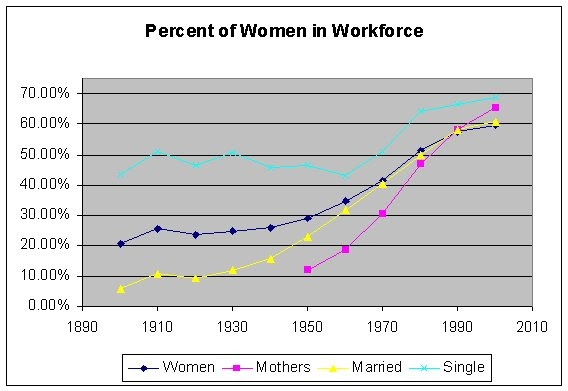 Percent of Women in Workforce
70.00%
60.00%
50.00%
40.00%
30.00%
20.00%
10.00%
0.00%
1890 1910 1930 1950 1970 1990 2010
Women Mothers Married Single